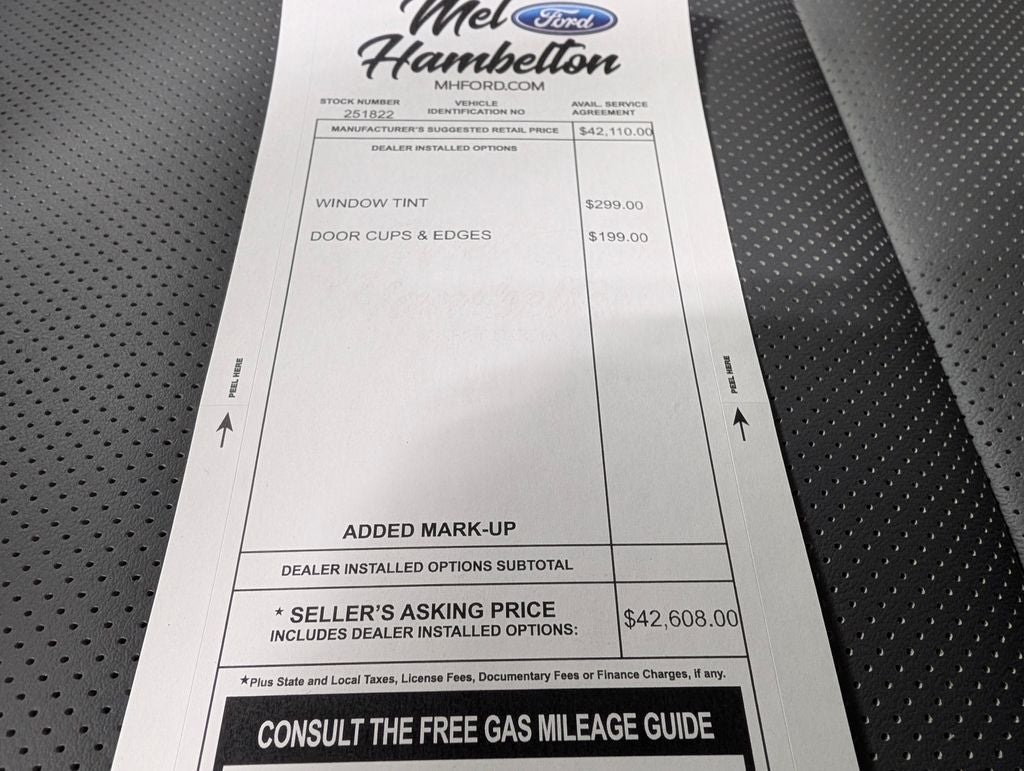 Mel Ford
Hambelton
MHFORD.COM
STOCK NUMBER
251822
VEHICLE
IDENTIFICATION NO
AVAIL. SERVICE
AGREEMENT
MANUFACTURER'S SUGGESTED RETAIL PRICE $42,110.00
DEALER INSTALLED OPTIONS
WINDOW TINT $299.00
DOOR CUPS & EDGES $199.00
PEEL HERE
PEEL HERE
ADDED MARK-UP
DEALER INSTALLED OPTIONS SUBTOTAL
* SELLER'S ASKING PRICE $42,608.00
INCLUDES DEALER INSTALLED OPTIONS:
★Plus State and Local Taxes, License Fees, Documentary Fees or Finance Charges, if any.
CONSULT THE FREE GAS MILEAGE GUIDE